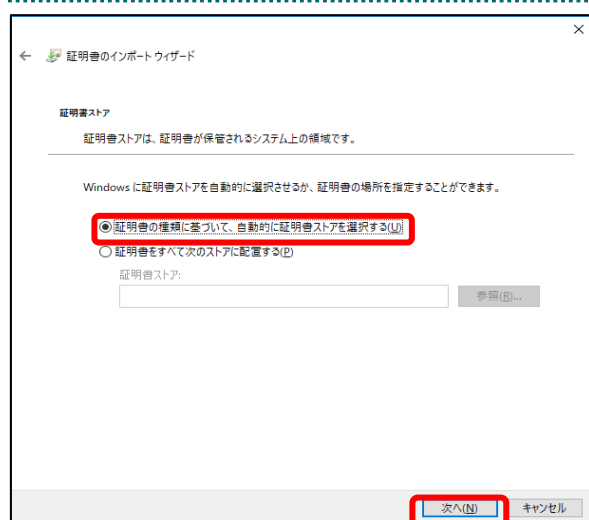 証明書のインポート ウィザード
証明書ストア
証明書ストアは、証明書が保管されるシステム上の領域です。
Windows に証明書ストアを自動的に選択させるか、証明書の場所を指定することができます。
証明書の種類に基づいて、自動的に証明書ストアを選択する(U)
証明書をすべて次のストアに配置する(P)
証明書ストア:
参照(R)...
次へ(N) キャンセル